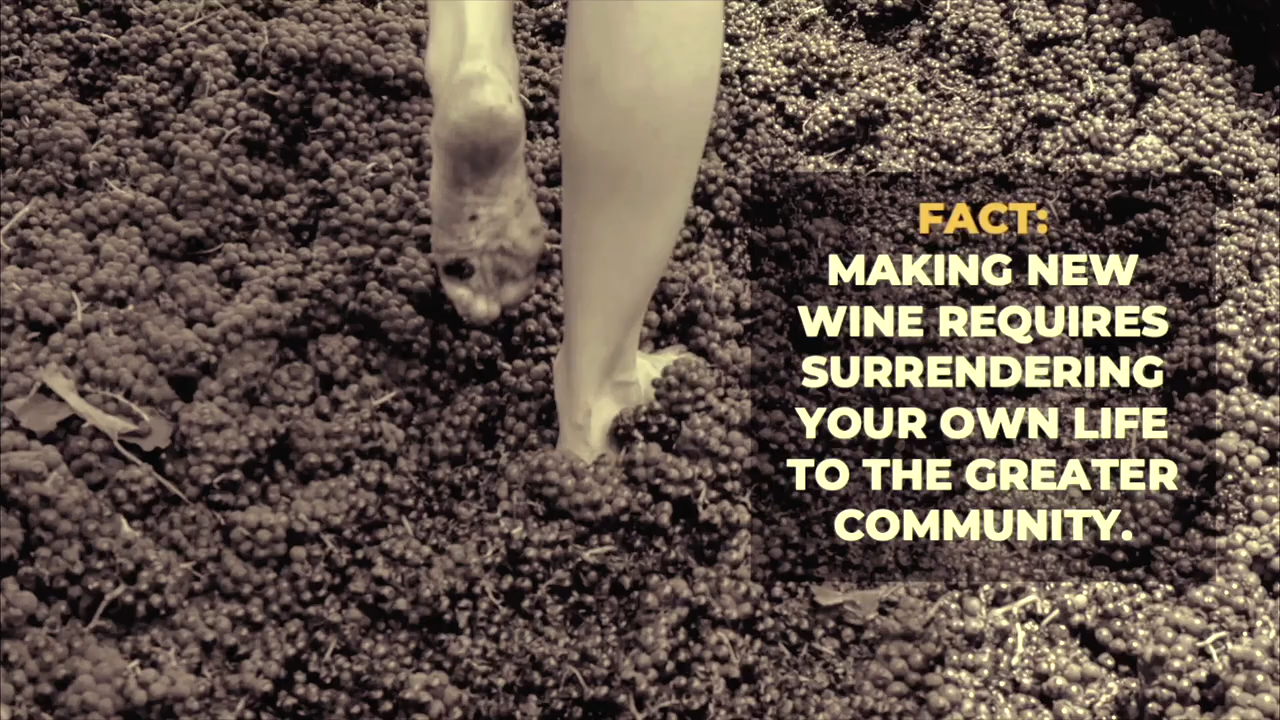 FACT:
MAKING NEW
WINE REQUIRES
SURRENDERING
YOUR OWN LIFE
TO THE GREATER
COMMUNITY.